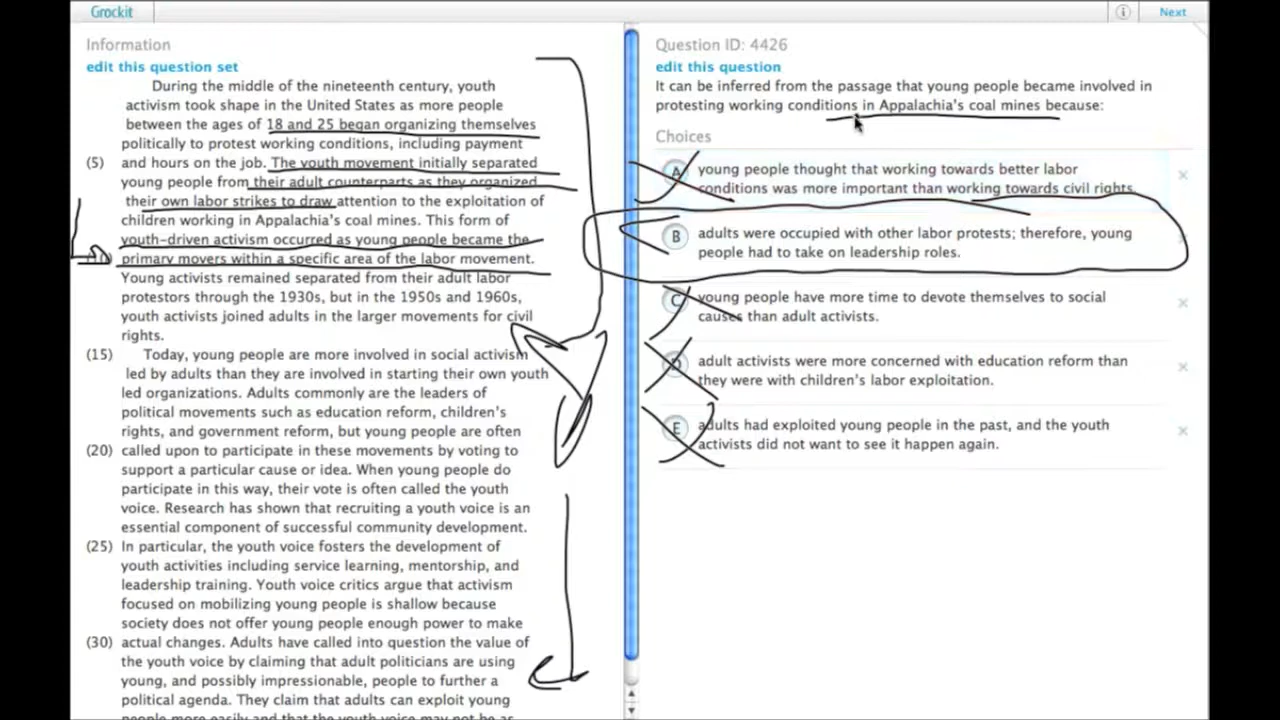 Grockit
Next
Information
edit this question set
During the middle of the nineteenth century, youth
activism took shape in the United States as more people
between the ages of 18 and 25 began organizing themselves
politically to protest working conditions, including payment
(5) and hours on the job. The youth movement initially separated
young people from their adult counterparts as they organized
their own labor strikes to draw attention to the exploitation of
children working in Appalachia's coal mines. This form of
youth-driven activism occurred as young people became the
primary movers within a specific area of the labor movement.
Young activists remained separated from their adult labor
protestors through the 1930s, but in the 1950s and 1960s,
youth activists joined adults in the larger movements for civil
rights.
(15) Today, young people are more involved in social activism
led by adults than they are involved in starting their own youth
led organizations. Adults commonly are the leaders of
political movements such as education reform, children's
rights, and government reform, but young people are often
(20) called upon to participate in these movements by voting to
support a particular cause or idea. When young people do
participate in this way, their vote is often called the youth
voice. Research has shown that recruiting a youth voice is an
essential component of successful community development.
(25) In particular, the youth voice fosters the development of
youth activities including service learning, mentorship, and
leadership training. Youth voice critics argue that activism
focused on mobilizing young people is shallow because
society does not offer young people enough power to make
(30) actual changes. Adults have called into question the value of
the youth voice by claiming that adult politicians are using
young, and possibly impressionable, people to further a
political agenda. They claim that adults can exploit young
people more easily and that the youth voice may not be as
Question ID: 4426
edit this question
It can be inferred from the passage that young people became involved in
protesting working conditions in Appalachia's coal mines because:
Choices
A young people thought that working towards better labor
conditions was more important than working towards civil rights.
B adults were occupied with other labor protests; therefore, young
people had to take on leadership roles.
C young people have more time to devote themselves to social
causes than adult activists.
D adult activists were more concerned with education reform than
they were with children's labor exploitation.
E adults had exploited young people in the past, and the youth
activists did not want to see it happen again.